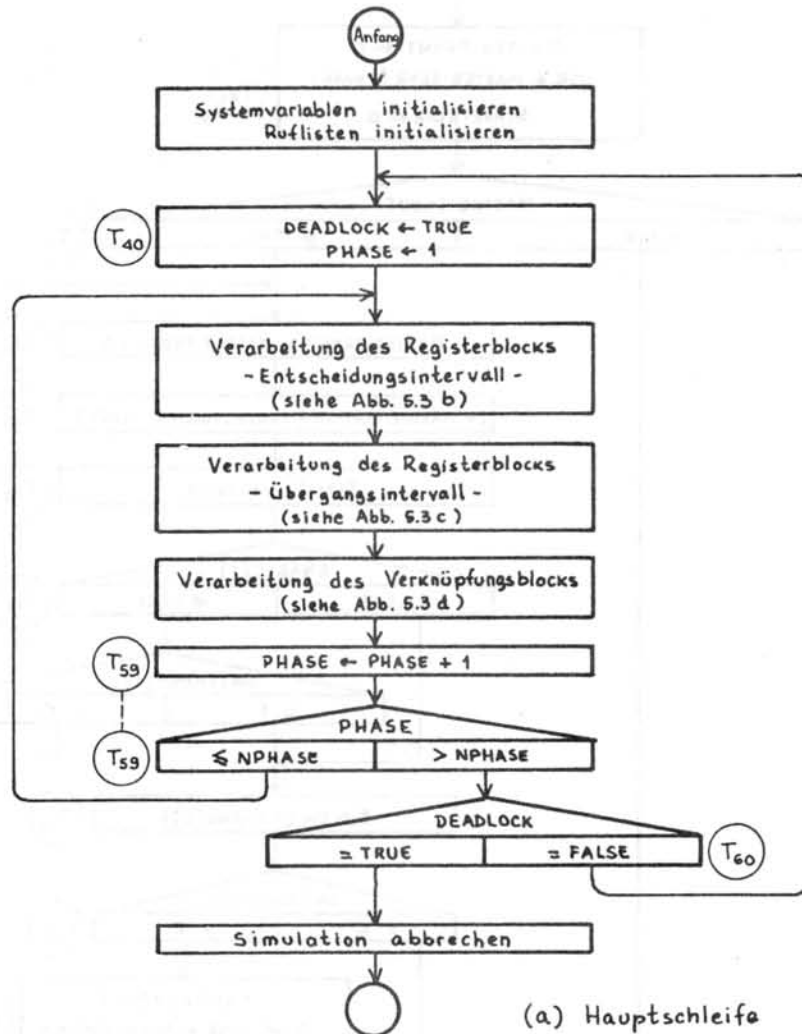 Anfang
Systemvariablen initialisieren
Ruflisten initialisieren
T40
DEADLOCK ← TRUE
PHASE ← 1
Verarbeitung des Registerblocks
- Entscheidungsintervall -
(siehe Abb. 5.3 b)
Verarbeitung des Registerblocks
- Übergangsintervall -
(siehe Abb. 5.3 c)
Verarbeitung des Verknüpfungsblocks
(siehe Abb. 5.3 d)
T59
PHASE ← PHASE + 1
PHASE
T59
≤ NPHASE
> NPHASE
DEADLOCK
= TRUE
= FALSE
T60
Simulation abbrechen
(a) Hauptschleife